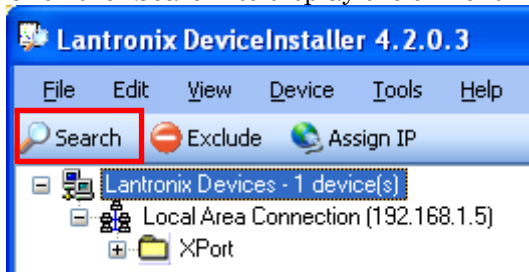 Lantronix DeviceInstaller 4.2.0.3
File Edit View Device Tools Help
Search Exclude Assign IP
Lantronix Devices - 1 device(s)
Local Area Connection (192.168.1.5)
XPort